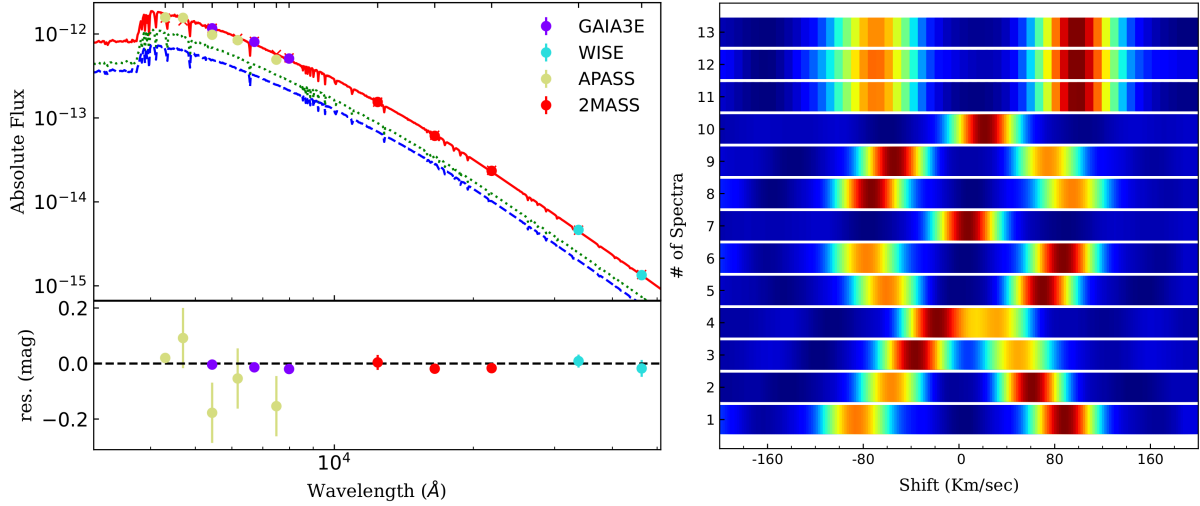 10⁻¹²
10⁻¹³
10⁻¹⁴
10⁻¹⁵
Absolute Flux
GAIA3E
WISE
APASS
2MASS
0.2
0.0
−0.2
res. (mag)
10⁴
Wavelength (Å)
13
12
11
10
9
8
7
6
5
4
3
2
1
# of Spectra
-160 -80 0 80 160
Shift (Km/sec)